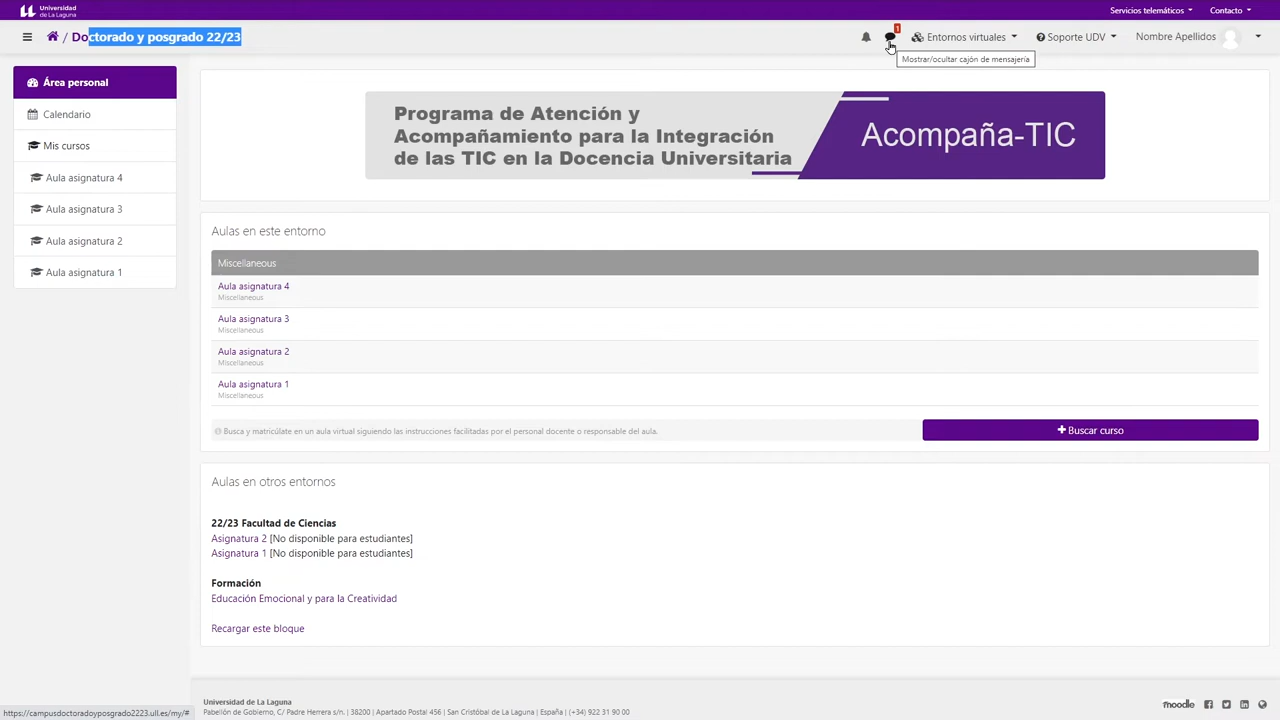 Universidad
de La Laguna
Servicios telemáticos
Contacto
/ Doctorado y posgrado 22/23
1
Entornos virtuales
Soporte UDV
Nombre Apellidos
Mostrar/ocultar cajón de mensajería
Área personal
Calendario
Mis cursos
Aula asignatura 4
Aula asignatura 3
Aula asignatura 2
Aula asignatura 1
Programa de Atención y
Acompañamiento para la Integración
de las TIC en la Docencia Universitaria
Acompaña-TIC
Aulas en este entorno
Miscellaneous
Aula asignatura 4
Miscellaneous
Aula asignatura 3
Miscellaneous
Aula asignatura 2
Miscellaneous
Aula asignatura 1
Miscellaneous
Busca y matricúlate en un aula virtual siguiendo las instrucciones facilitadas por el personal docente o responsable del aula.
+ Buscar curso
Aulas en otros entornos
22/23 Facultad de Ciencias
Asignatura 2 [No disponible para estudiantes]
Asignatura 1 [No disponible para estudiantes]
Formación
Educación Emocional y para la Creatividad
Recargar este bloque
Universidad de La Laguna
Pabellón de Gobierno, C/ Padre Herrera s/n. | 38200 | Apartado Postal 456 | San Cristóbal de La Laguna | España | (+34) 922 31 90 00
moodle
https://campusdoctoradoyposgrado2223.ull.es/my/#